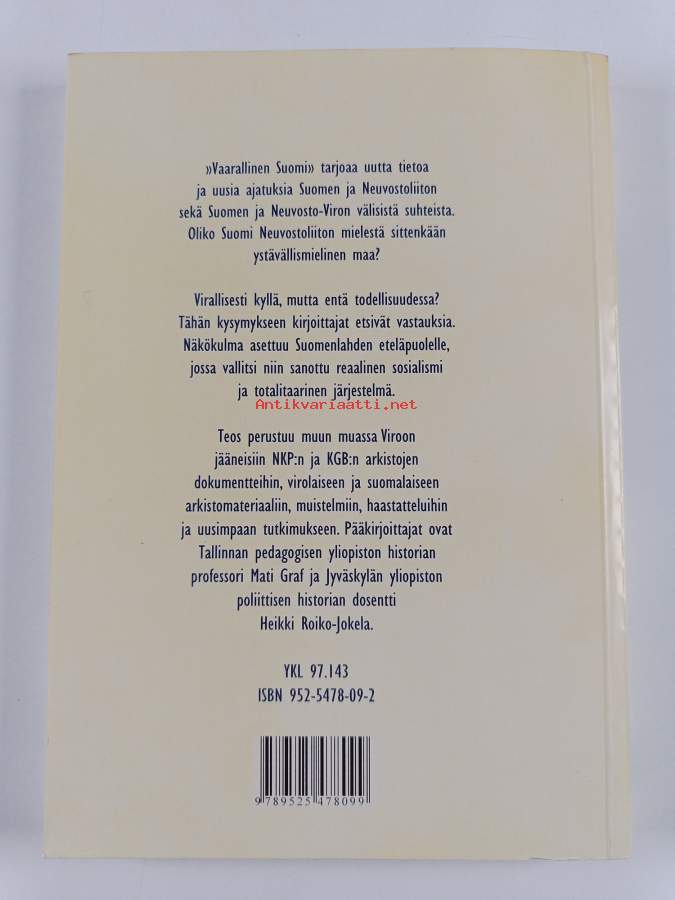 »Vaarallinen Suomi» tarjoaa uutta tietoa
ja uusia ajatuksia Suomen ja Neuvostoliiton
sekä Suomen ja Neuvosto-Viron välisistä suhteista.
Oliko Suomi Neuvostoliiton mielestä sittenkään
ystävällismielinen maa?
Virallisesti kyllä, mutta entä todellisuudessa?
Tähän kysymykseen kirjoittajat etsivät vastauksia.
Näkökulma asettuu Suomenlahden eteläpuolelle,
jossa vallitsi niin sanottu reaalinen sosialismi
ja totalitaarinen järjestelmä.
Antikvariaatti.net
Teos perustuu muun muassa Viroon
jääneisiin NKP:n ja KGB:n arkistojen
dokumentteihin, virolaiseen ja suomalaiseen
arkistomateriaaliin, muistelmiin, haastatteluihin
ja uusimpaan tutkimukseen. Pääkirjoittajat ovat
Tallinnan pedagogisen yliopiston historian
professori Mati Graf ja Jyväskylän yliopiston
poliittisen historian dosentti
Heikki Roiko-Jokela.
YKL 97.143
ISBN 952-5478-09-2
9 789525 478099